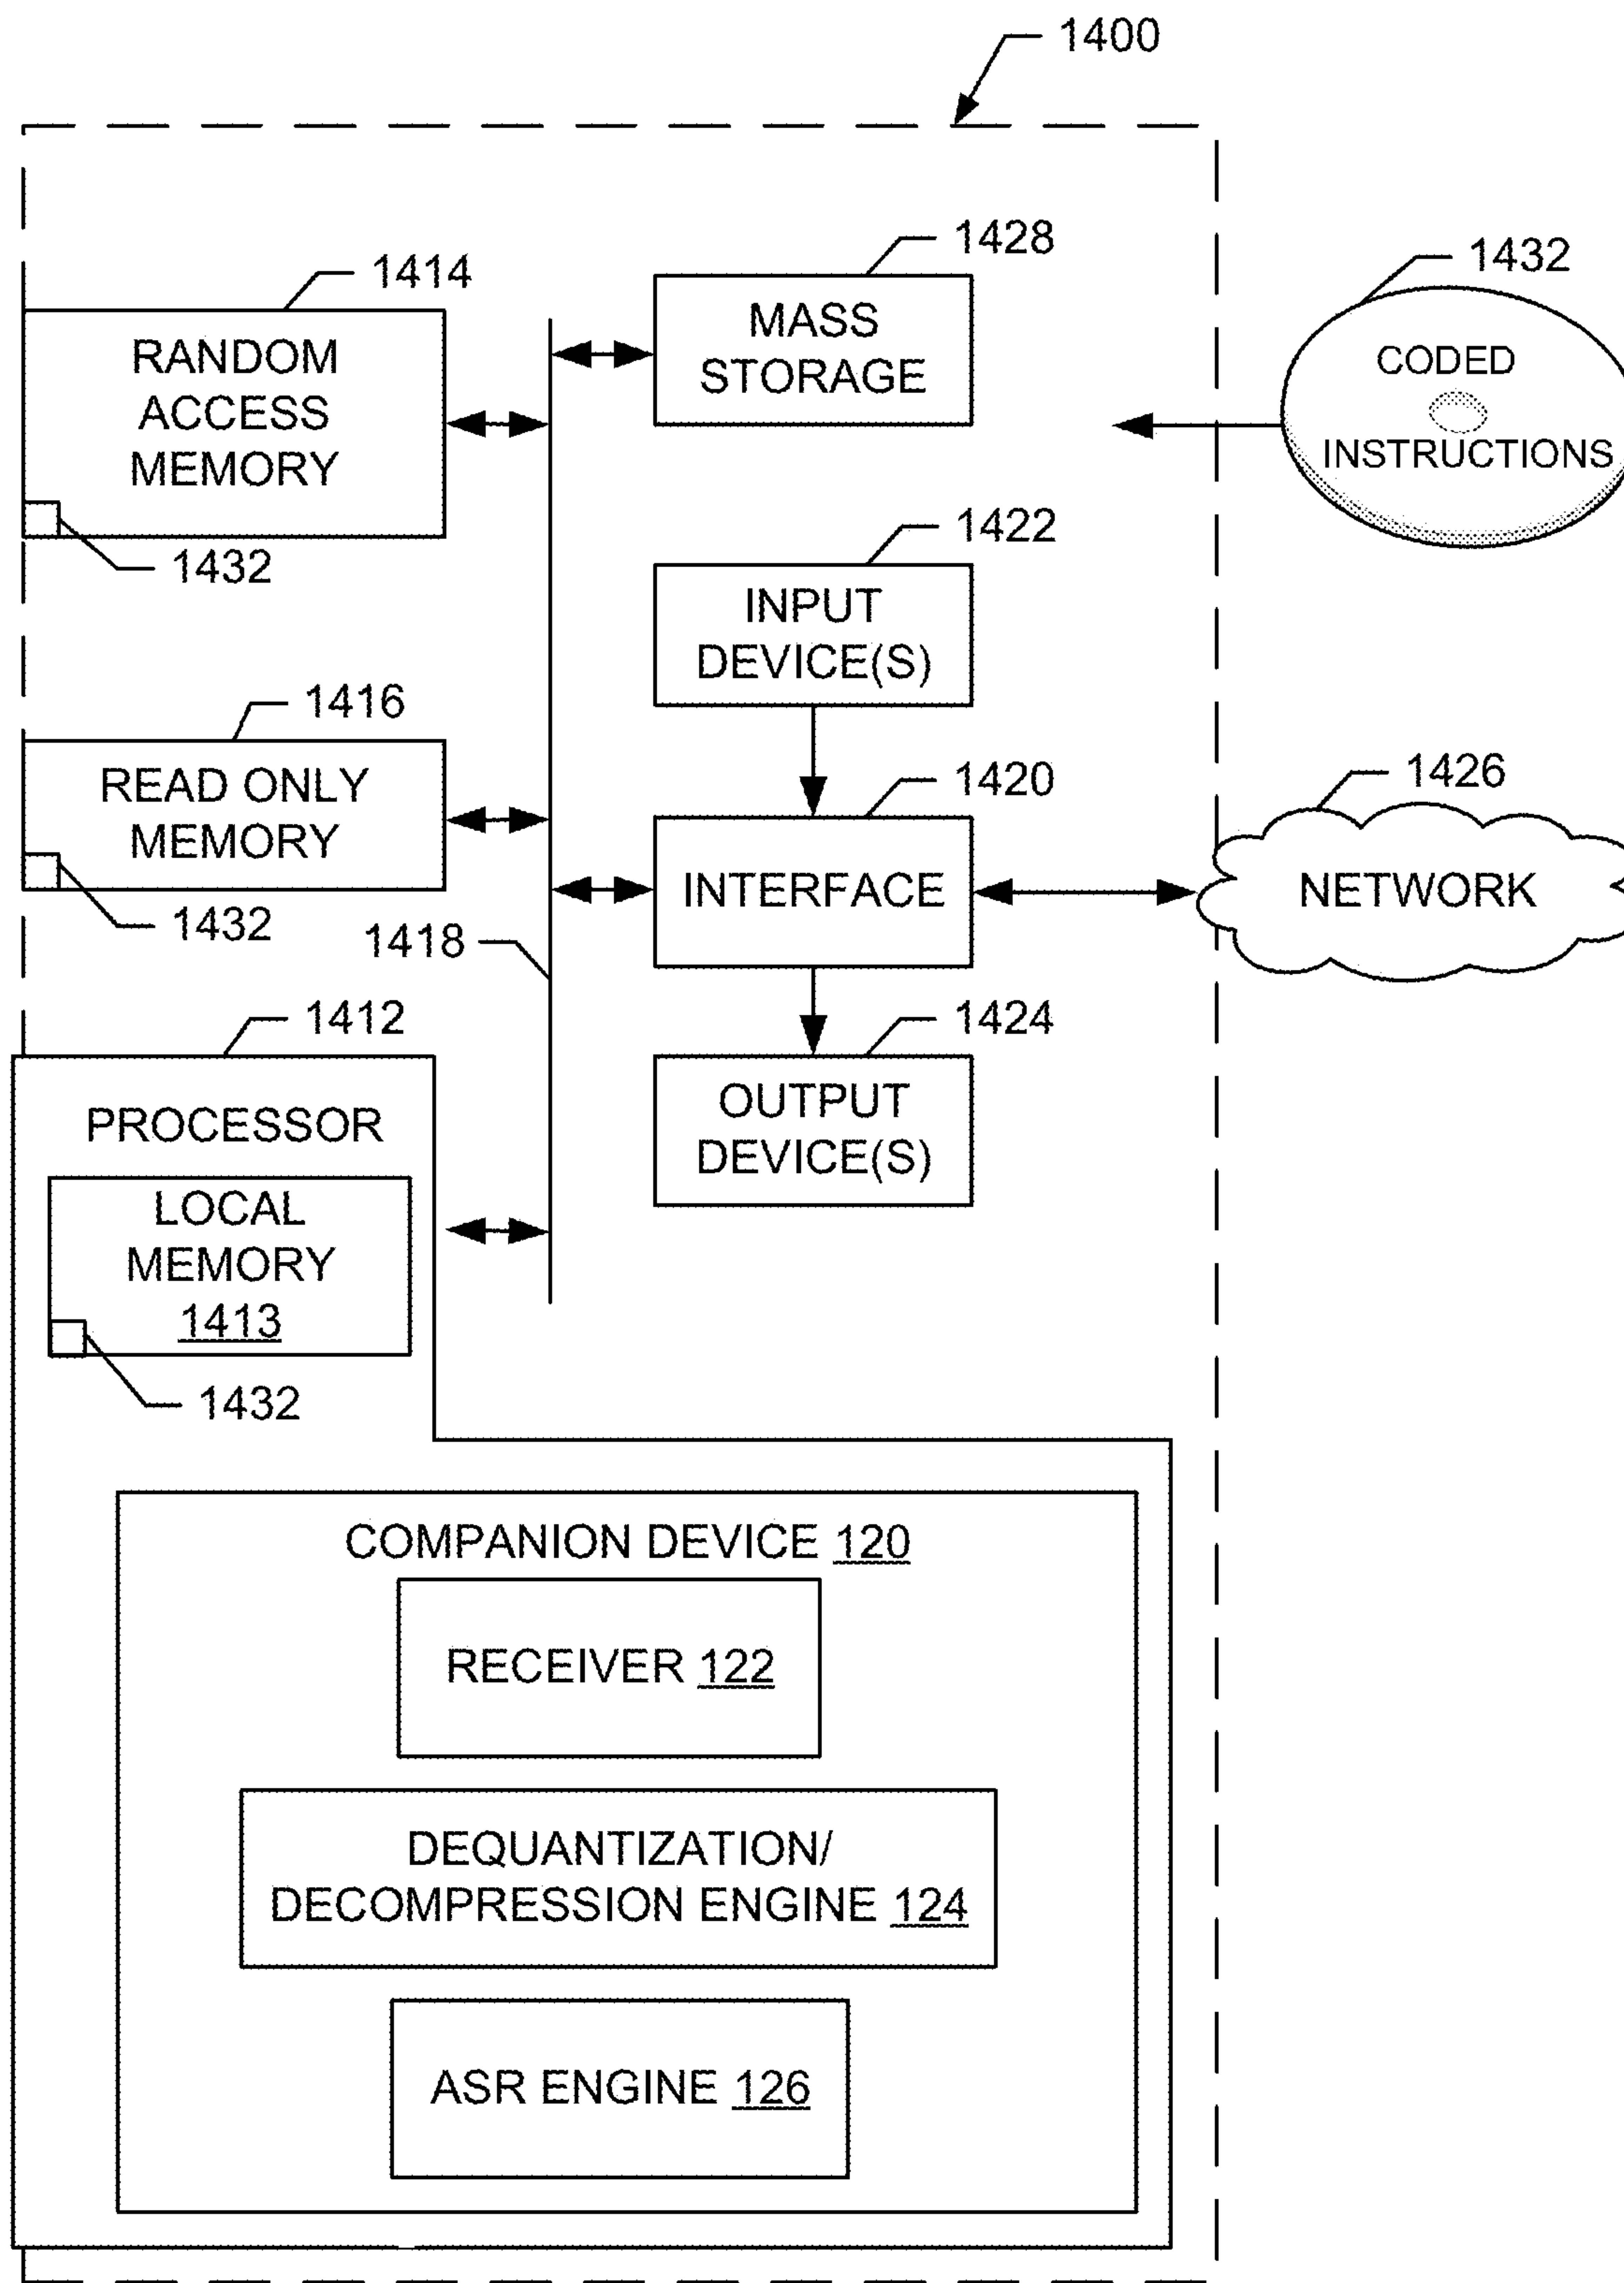 1400
1414
RANDOM
ACCESS
MEMORY
1432
1428
MASS
STORAGE
1432
CODED
INSTRUCTIONS
1422
INPUT
DEVICE(S)
1416
READ ONLY
MEMORY
1432
1420
INTERFACE
1426
NETWORK
1418
1412
PROCESSOR
LOCAL
MEMORY
1413
1432
1424
OUTPUT
DEVICE(S)
COMPANION DEVICE 120
RECEIVER 122
DEQUANTIZATION/
DECOMPRESSION ENGINE 124
ASR ENGINE 126